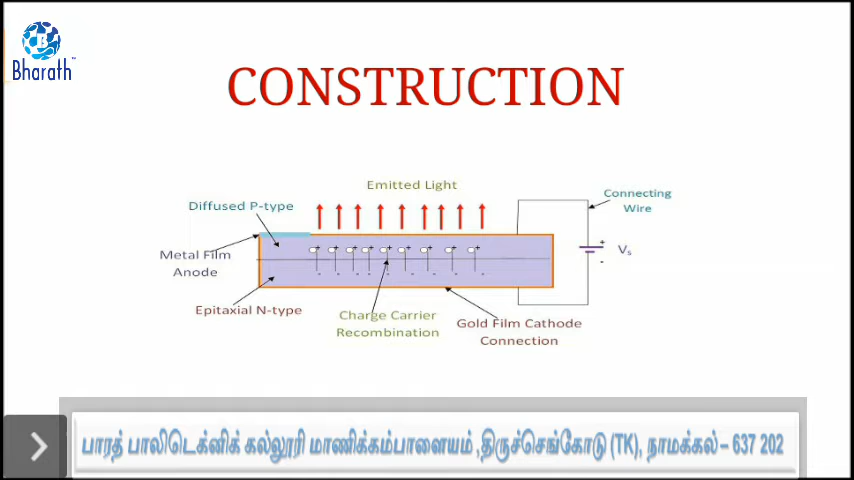 Bharath
CONSTRUCTION
Emitted Light
Connecting
Wire
Diffused P-type
Metal Film
Anode
Vs
Epitaxial N-type
Charge Carrier
Recombination
Gold Film Cathode
Connection
பாரத் பாலிடெக்னிக் கல்லூரி மாணிக்கம்பாளையம் ,திருச்செங்கோடு (TK), நாமக்கல் – 637 202